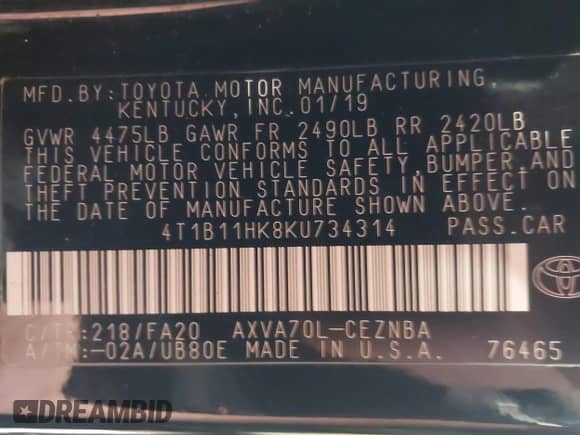 MFD.BY:TOYOTA MOTOR MANUFACTURING,
KENTUCKY,INC.01/19
GVWR 4475LB GAWR FR 2490LB RR 2420LB
THIS VEHICLE CONFORMS TO ALL APPLICABLE
FEDERAL MOTOR VEHICLE SAFETY,BUMPER,AND
THEFT PREVENTION STANDARDS IN EFFECT ON
THE DATE OF MANUFACTURE SHOWN ABOVE.
4T1B11HK8KU734314 PASS.CAR
C/TR:218/FA20 AXVA70L-CEZNBA
A/TM:-02A/UB80E MADE IN U.S.A. 76465
DREAMBID